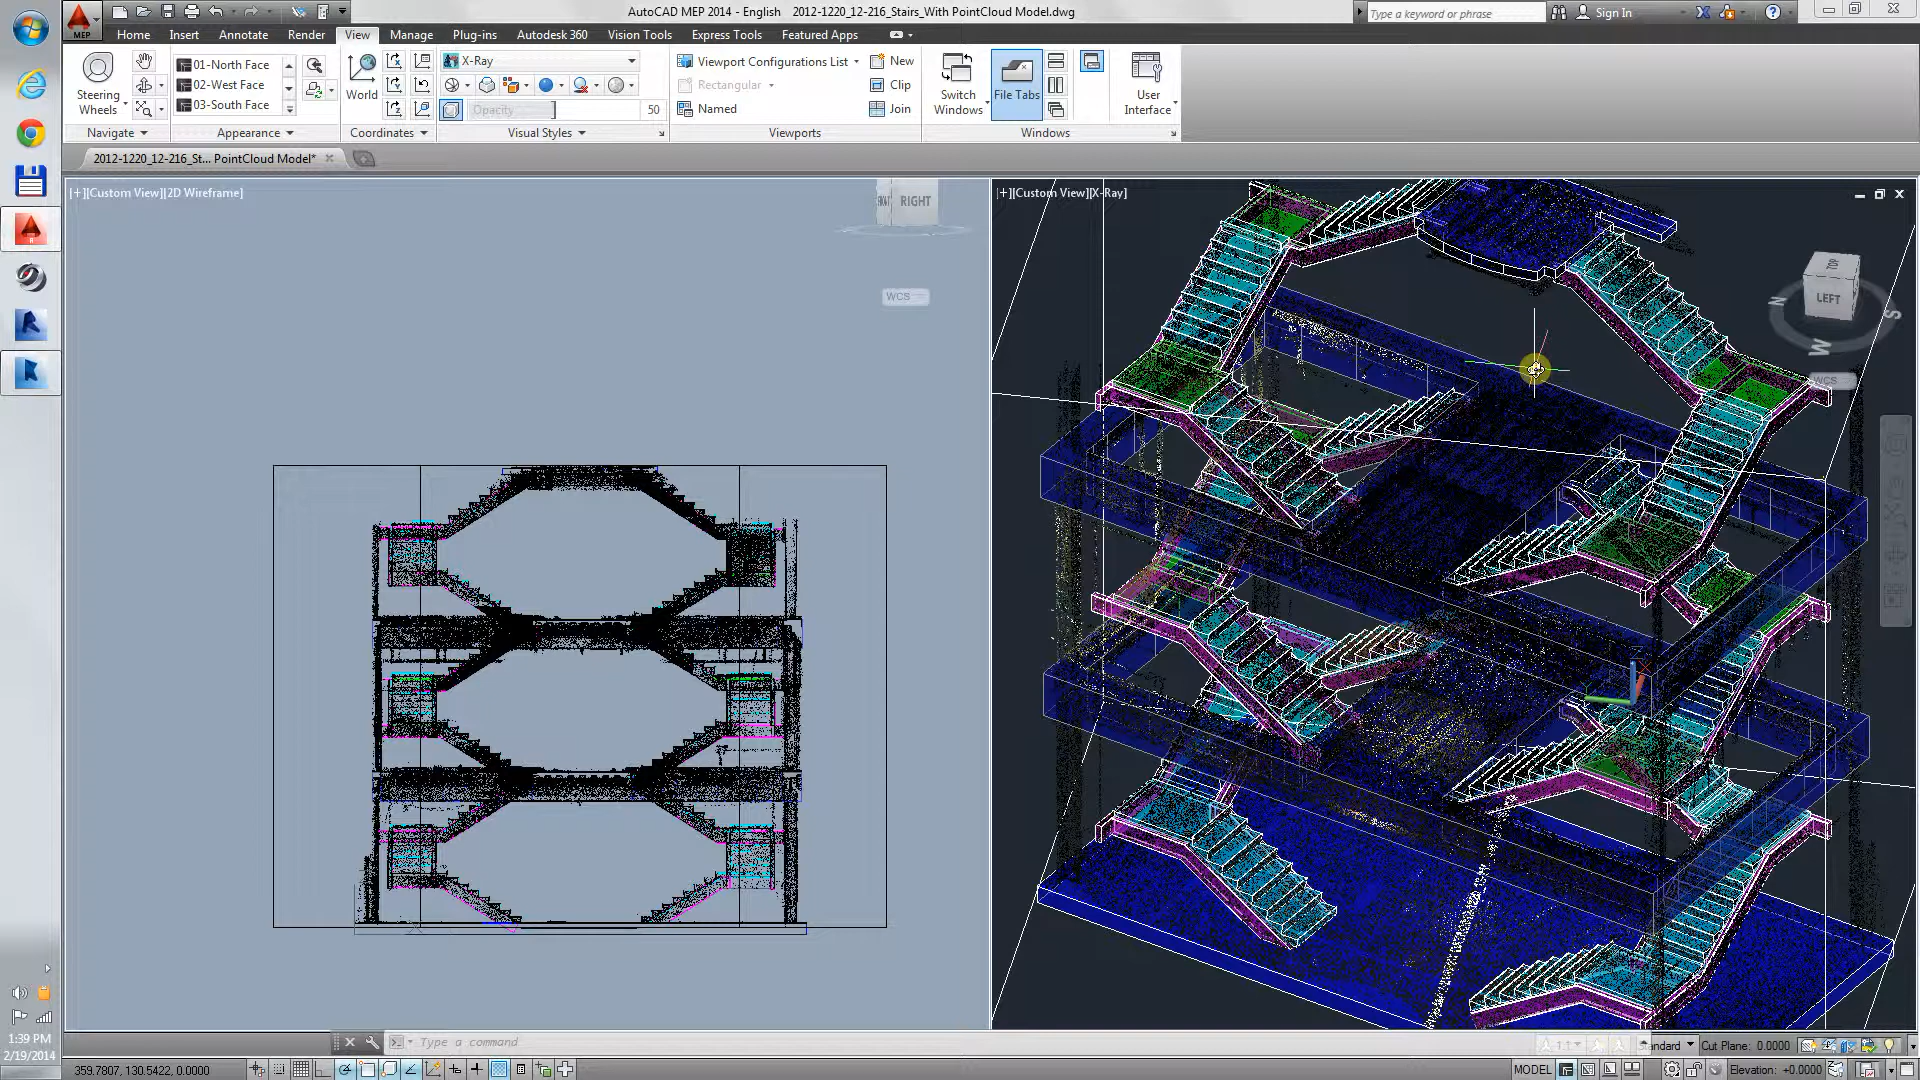 AutoCAD MEP 2014 - English 2012-1220_12-216_Stairs_With PointCloud Model.dwg
Type a keyword or phrase
Sign In
MEP
Home Insert Annotate Render View Manage Plug-ins Autodesk 360 Vision Tools Express Tools Featured Apps
Steering Wheels
01-North Face
02-West Face
03-South Face
World
X-Ray
Opacity 50
Viewport Configurations List
Rectangular
Named
New
Clip
Join
Switch Windows
File Tabs
User Interface
Navigate Appearance Coordinates Visual Styles Viewports Windows
2012-1220_12-216_St... PointCloud Model*
[+][Custom View][2D Wireframe]
RIGHT
WCS
[+][Custom View][X-Ray]
TOP
LEFT
N
S
W
WCS
1:39 PM
2/19/2014
Type a command
1:1
Cut Plane: 0.0000
359.7807, 130.5422, 0.0000
MODEL
Elevation: +0.0000